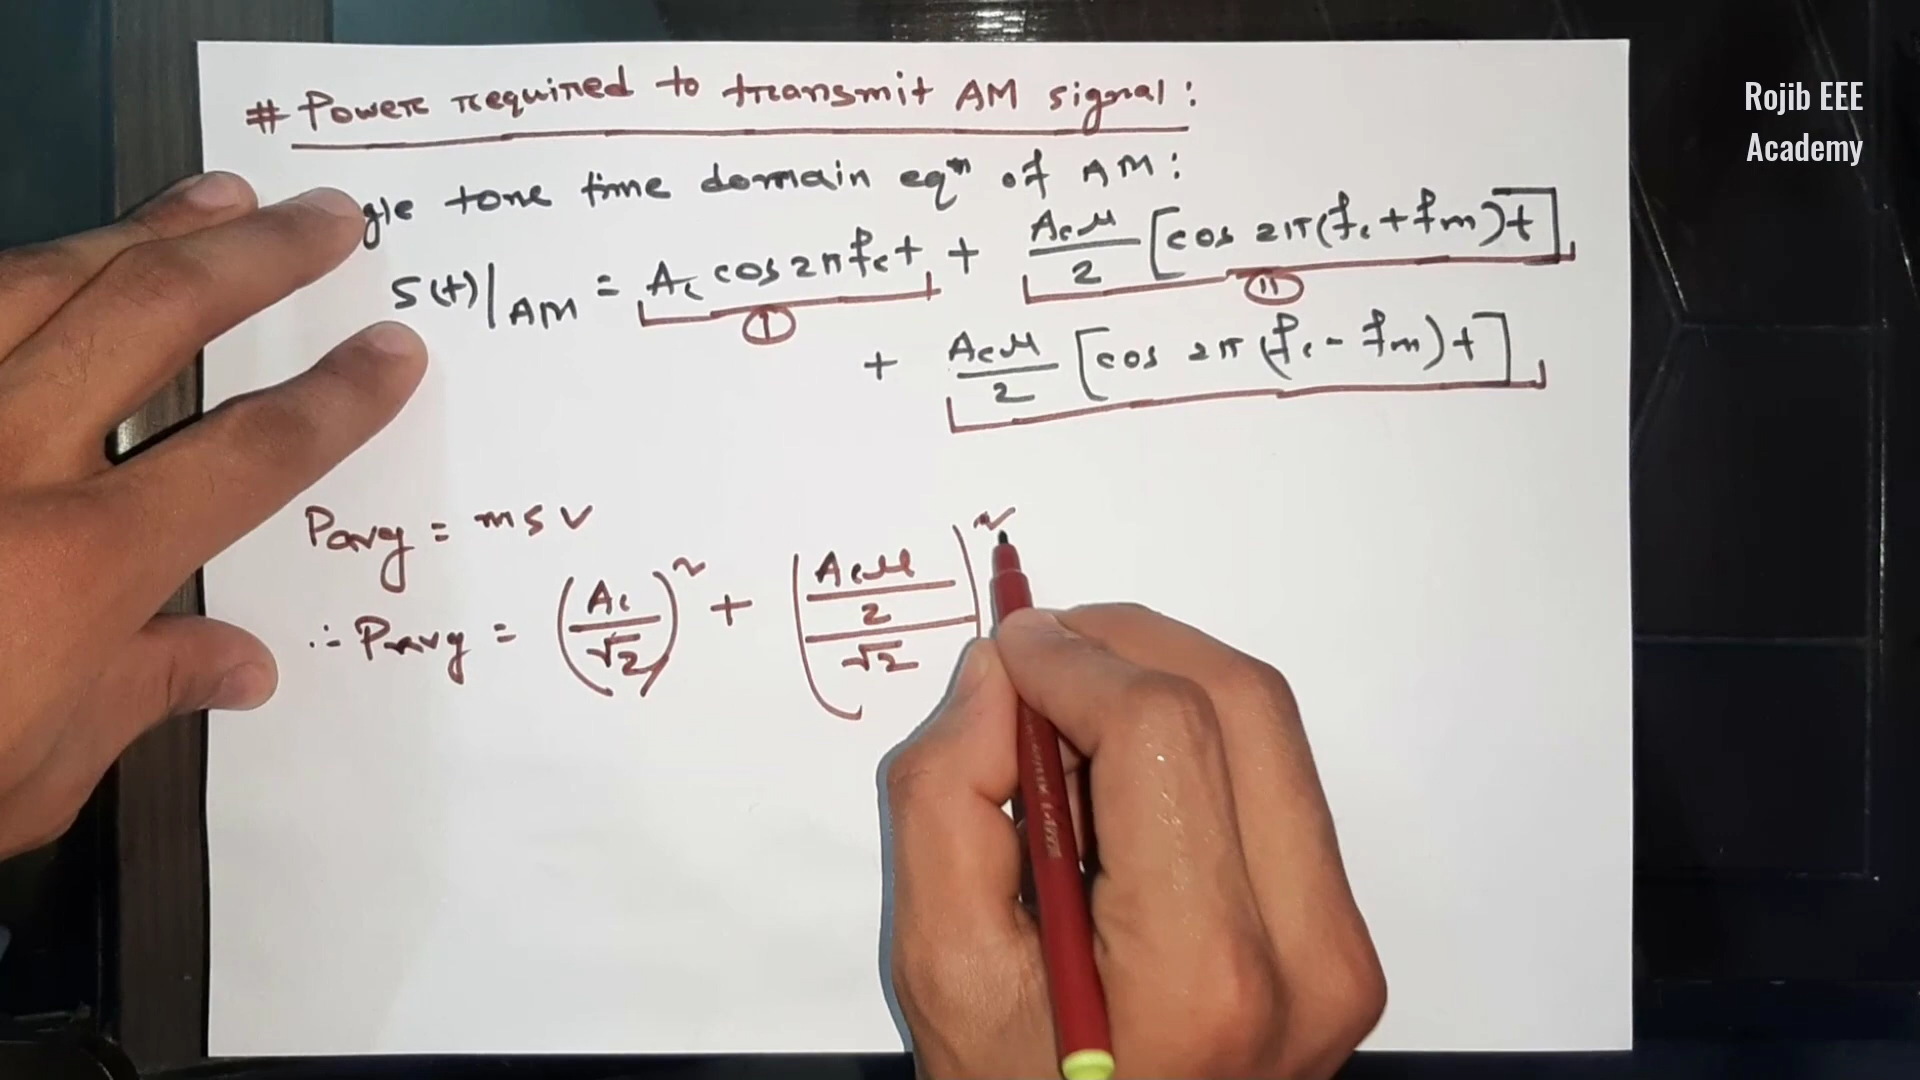 # Power required to transmit AM signal :
gle tone time domain eqⁿ of AM :
S(t)|AM = Ac cos 2πfct + Acμ/2 [cos 2π(fc + fm)t]
I II
+ Acμ/2 [cos 2π(fc - fm)t]
Pavg = msv
∴ Pavg = (Ac/√2)² + ((Acμ/2)/√2)²
Rojib EEE
Academy